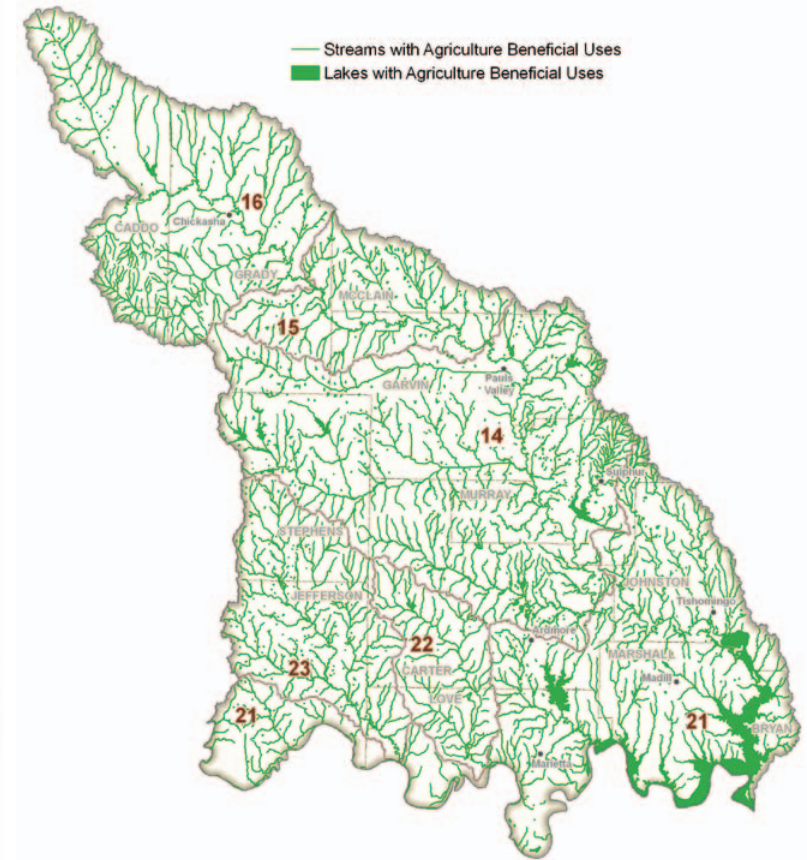 Streams with Agriculture Beneficial Uses
Lakes with Agriculture Beneficial Uses
16
CADDO
Chickasha
GRADY
MCCLAIN
15
GARVIN
Pauls
Valley
14
Sulphur
MURRAY
STEPHENS
JOHNSTON
JEFFERSON
Tishomingo
Ardmore
22
MARSHALL
23
CARTER
Madill
LOVE
21
21
BRYAN
Marietta